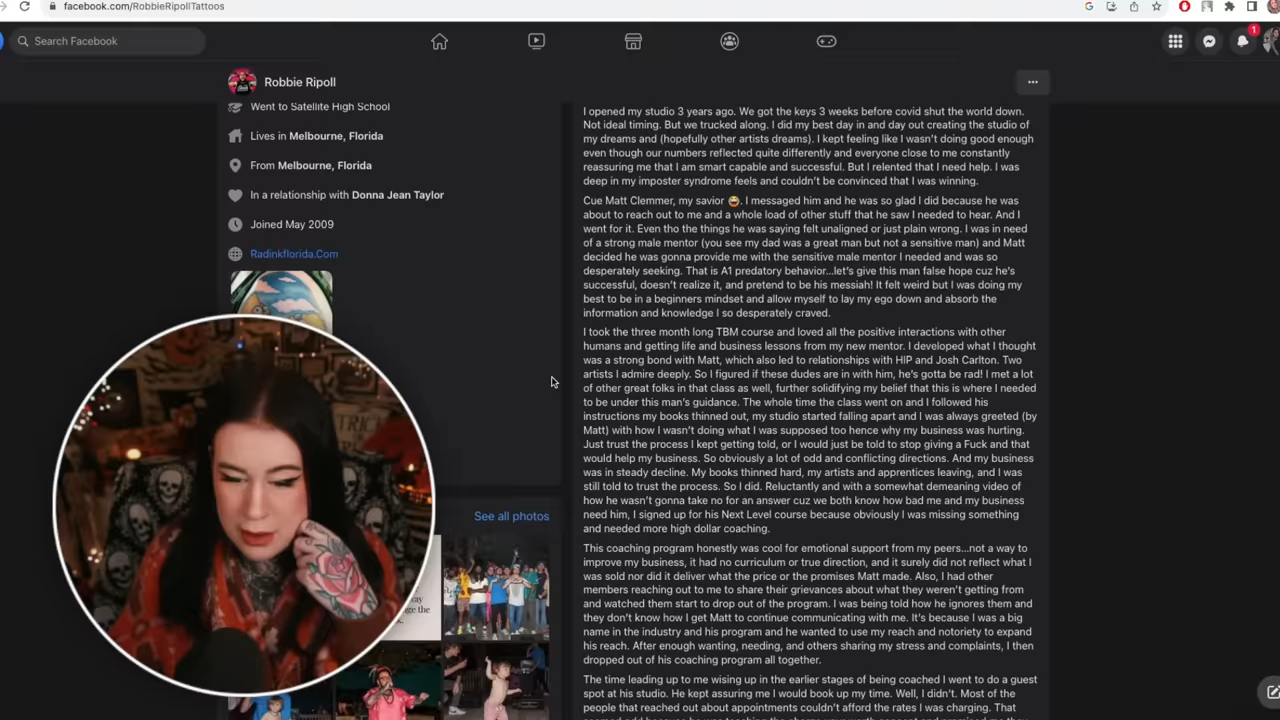 facebook.com/RobbieRipollTattoos
Search Facebook
1
Robbie Ripoll
Went to Satellite High School
Lives in Melbourne, Florida
From Melbourne, Florida
In a relationship with Donna Jean Taylor
Joined May 2009
Radinkflorida.Com
See all photos
I opened my studio 3 years ago. We got the keys 3 weeks before covid shut the world down.
Not ideal timing. But we trucked along. I did my best day in and day out creating the studio of
my dreams and (hopefully other artists dreams). I kept feeling like I wasn't doing good enough
even though our numbers reflected quite differently and everyone close to me constantly
reassuring me that I am smart capable and successful. But I relented that I need help. I was
deep in my imposter syndrome feels and couldn't be convinced that I was winning.
Cue Matt Clemmer, my savior 😂. I messaged him and he was so glad I did because he was
about to reach out to me and a whole load of other stuff that he saw I needed to hear. And I
went for it. Even tho the things he was saying felt unaligned or just plain wrong. I was in need
of a strong male mentor (you see my dad was a great man but not a sensitive man) and Matt
decided he was gonna provide me with the sensitive male mentor I needed and was so
desperately seeking. That is A1 predatory behavior...let's give this man false hope cuz he's
successful, doesn't realize it, and pretend to be his messiah! It felt weird but I was doing my
best to be in a beginners mindset and allow myself to lay my ego down and absorb the
information and knowledge I so desperately craved.
I took the three month long TBM course and loved all the positive interactions with other
humans and getting life and business lessons from my new mentor. I developed what I thought
was a strong bond with Matt, which also led to relationships with HIP and Josh Carlton. Two
artists I admire deeply. So I figured if these dudes are in with him, he's gotta be rad! I met a lot
of other great folks in that class as well, further solidifying my belief that this is where I needed
to be under this man's guidance. The whole time the class went on and I followed his
instructions my books thinned out, my studio started falling apart and I was always greeted (by
Matt) with how I wasn't doing what I was supposed too hence why my business was hurting.
Just trust the process I kept getting told, or I would just be told to stop giving a Fuck and that
would help my business. So obviously a lot of odd and conflicting directions. And my business
was in steady decline. My books thinned hard, my artists and apprentices leaving, and I was
still told to trust the process. So I did. Reluctantly and with a somewhat demeaning video of
how he wasn't gonna take no for an answer cuz we both know how bad me and my business
need him, I signed up for his Next Level course because obviously I was missing something
and needed more high dollar coaching.
This coaching program honestly was cool for emotional support from my peers...not a way to
improve my business, it had no curriculum or true direction, and it surely did not reflect what I
was sold nor did it deliver what the price or the promises Matt made. Also, I had other
members reaching out to me to share their grievances about what they weren't getting from
and watched them start to drop out of the program. I was being told how he ignores them and
they don't know how I get Matt to continue communicating with me. It's because I was a big
name in the industry and his program and he wanted to use my reach and notoriety to expand
his reach. After enough wanting, needing, and others sharing my stress and complaints, I then
dropped out of his coaching program all together.
The time leading up to me wising up in the earlier stages of being coached I went to do a guest
spot at his studio. He kept assuring me I would book up my time. Well, I didn't. Most of the
people that reached out about appointments couldn't afford the rates I was charging. That